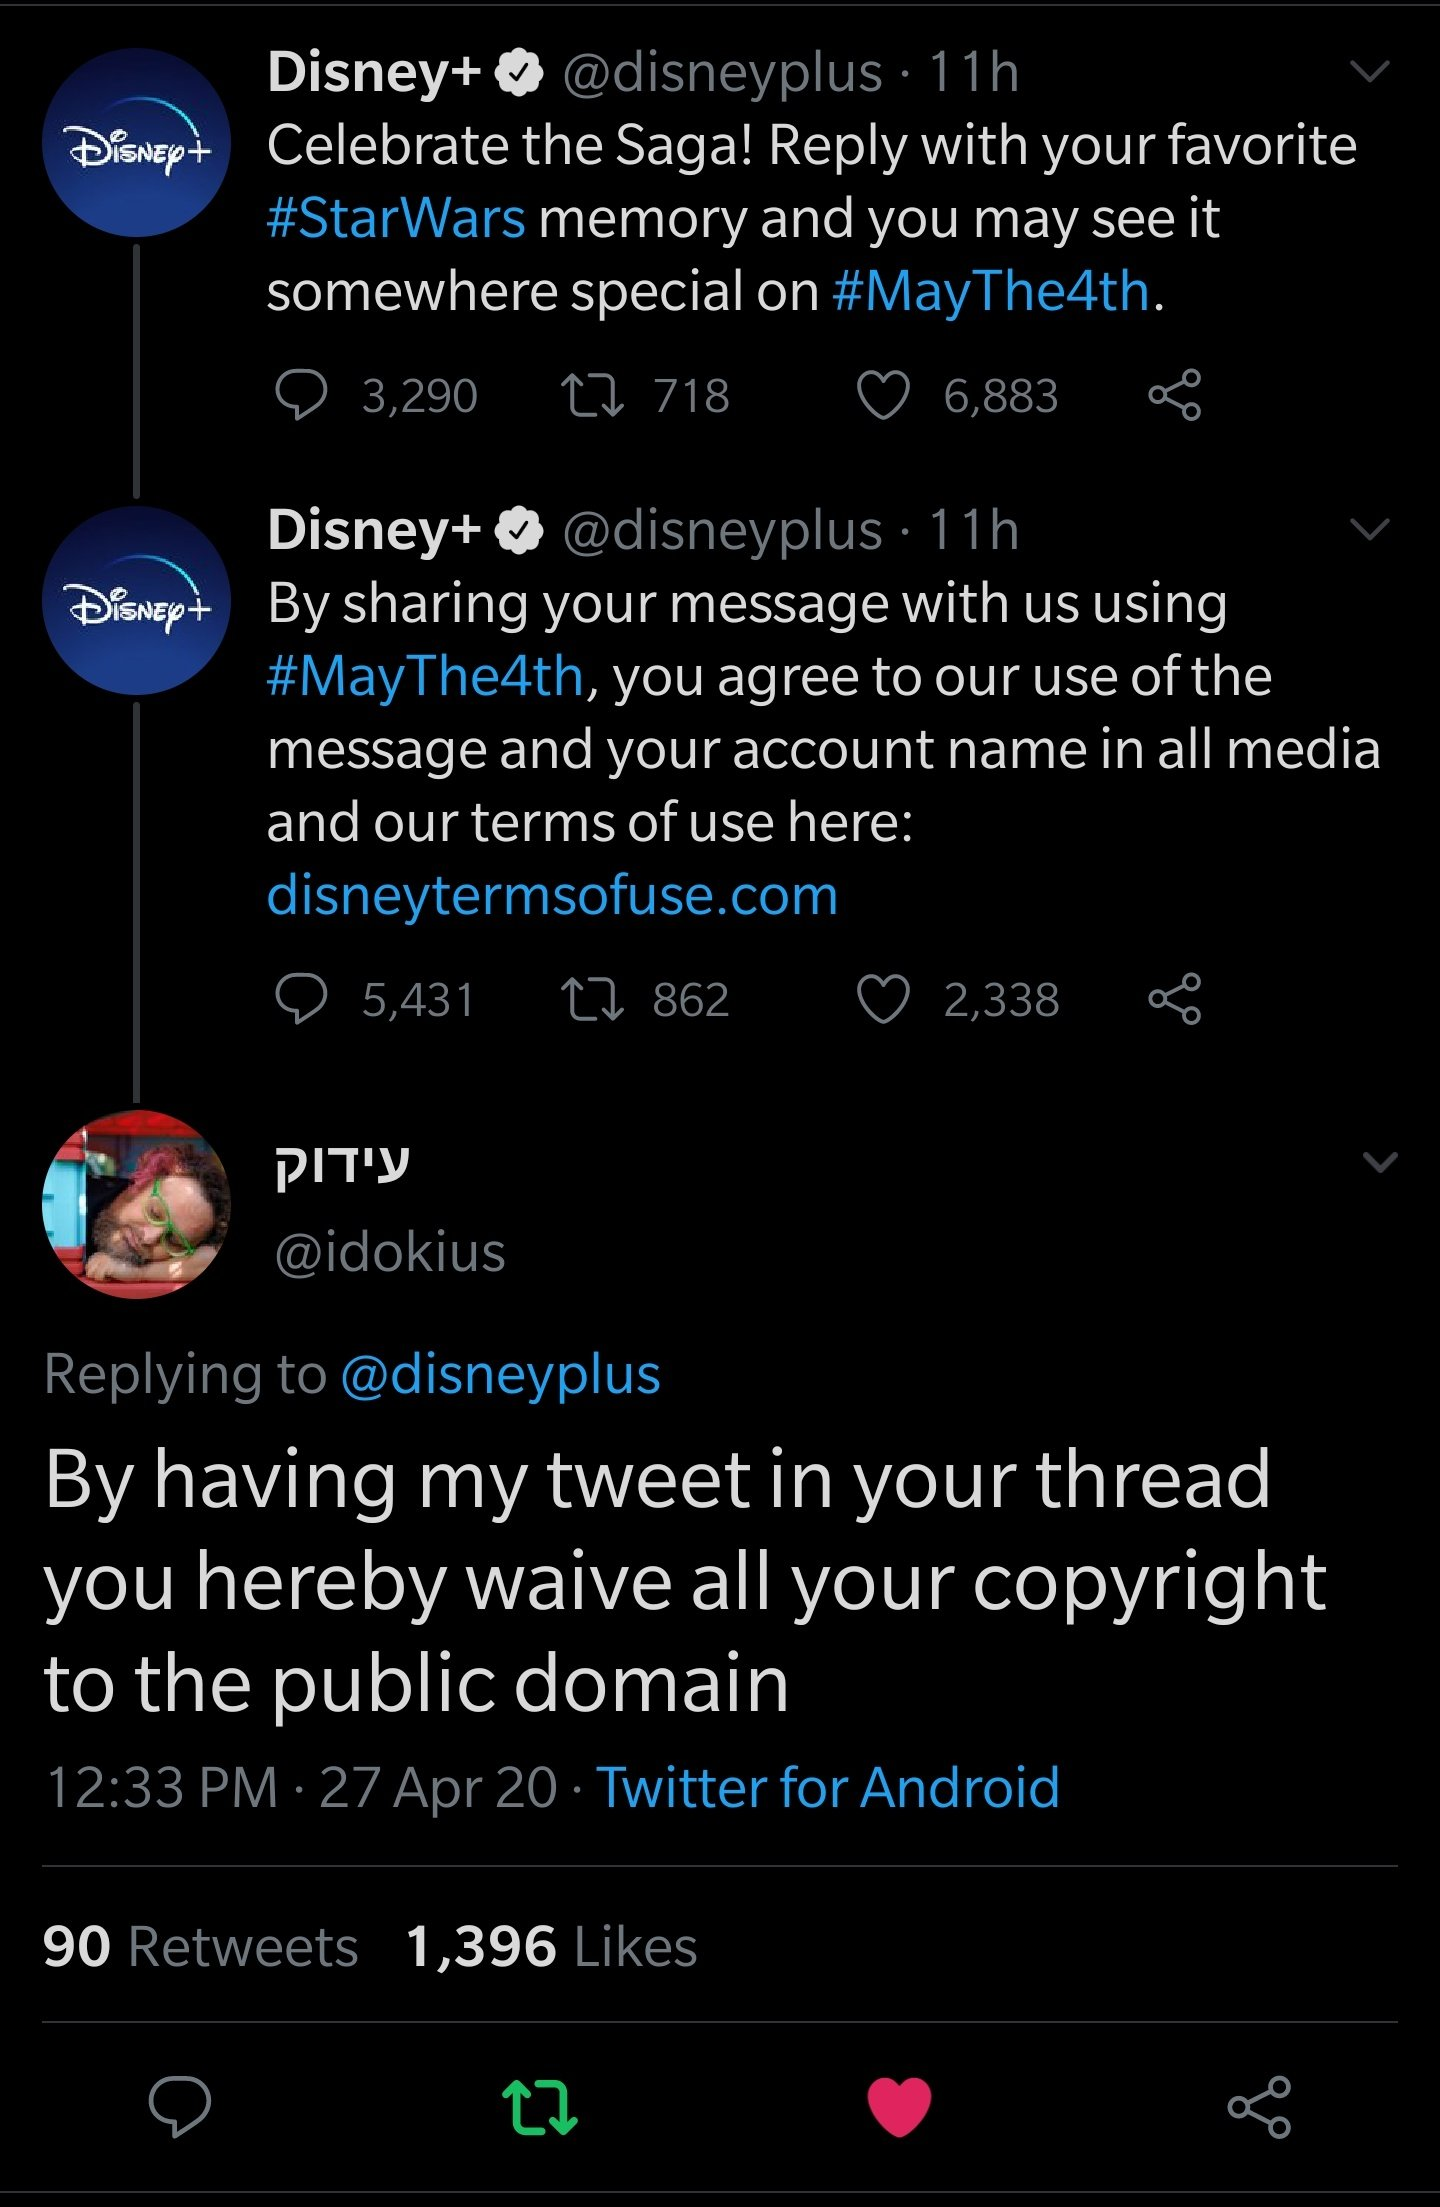 Disney+ @disneyplus · 11h
Celebrate the Saga! Reply with your favorite
#StarWars memory and you may see it
somewhere special on #MayThe4th.
3,290 718 6,883
Disney+ @disneyplus · 11h
By sharing your message with us using
#MayThe4th, you agree to our use of the
message and your account name in all media
and our terms of use here:
disneytermsofuse.com
5,431 862 2,338
עידוק
@idokius
Replying to @disneyplus
By having my tweet in your thread
you hereby waive all your copyright
to the public domain
12:33 PM · 27 Apr 20 · Twitter for Android
90 Retweets 1,396 Likes